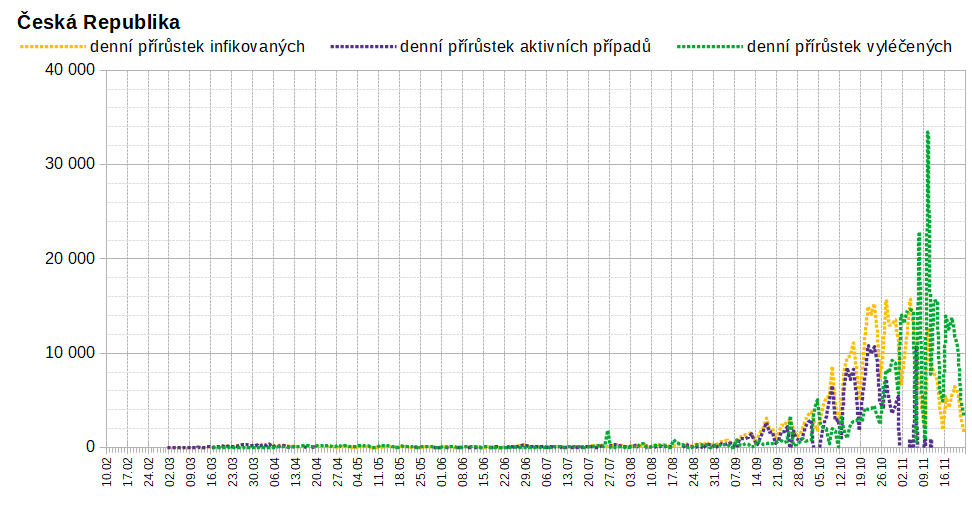 Česká Republika
denní přírůstek infikovaných denní přírůstek aktivních případů denní přírůstek vyléčených
40 000
30 000
20 000
10 000
0
10.02 17.02 24.02 02.03 09.03 16.03 23.03 30.03 06.04 13.04 20.04 27.04 04.05 11.05 18.05 25.05 01.06 08.06 15.06 22.06 29.06 06.07 13.07 20.07 27.07 03.08 10.08 17.08 24.08 31.08 07.09 14.09 21.09 28.09 05.10 12.10 19.10 26.10 02.11 09.11 16.11